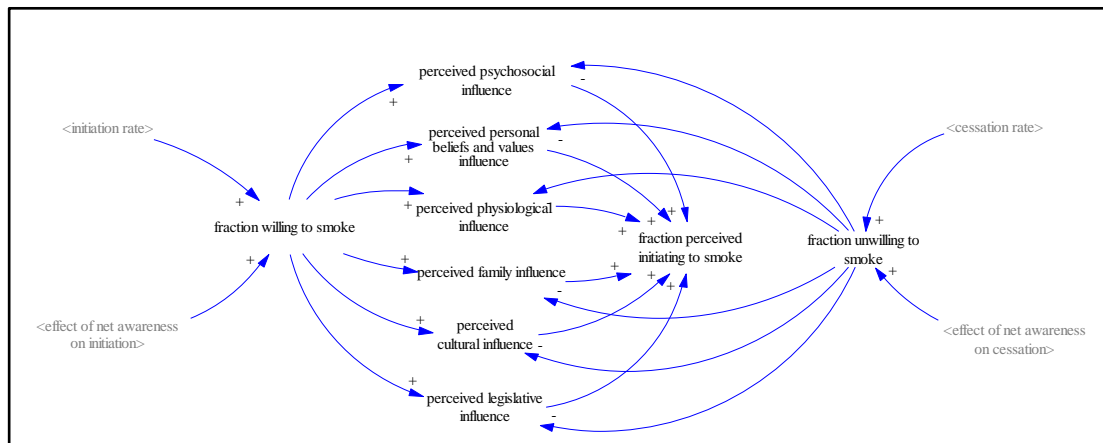 perceived psychosocial
influence
<initiation rate>
perceived personal
beliefs and values
influence
<cessation rate>
perceived physiological
influence
fraction willing to smoke
fraction perceived
initiating to smoke
fraction unwilling to
smoke
perceived family influence
<effect of net awareness
on initiation>
perceived
cultural influence
<effect of net awareness
on cessation>
perceived legislative
influence